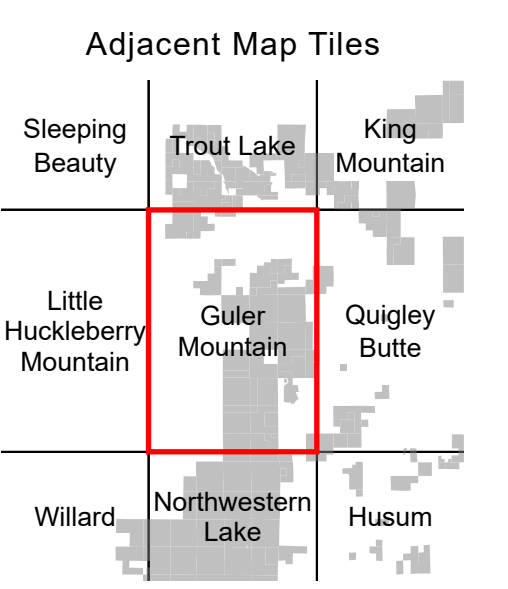 Adjacent Map Tiles
Sleeping
Beauty
Trout Lake
King
Mountain
Little
Huckleberry
Mountain
Guler
Mountain
Quigley
Butte
Willard
Northwestern
Lake
Husum